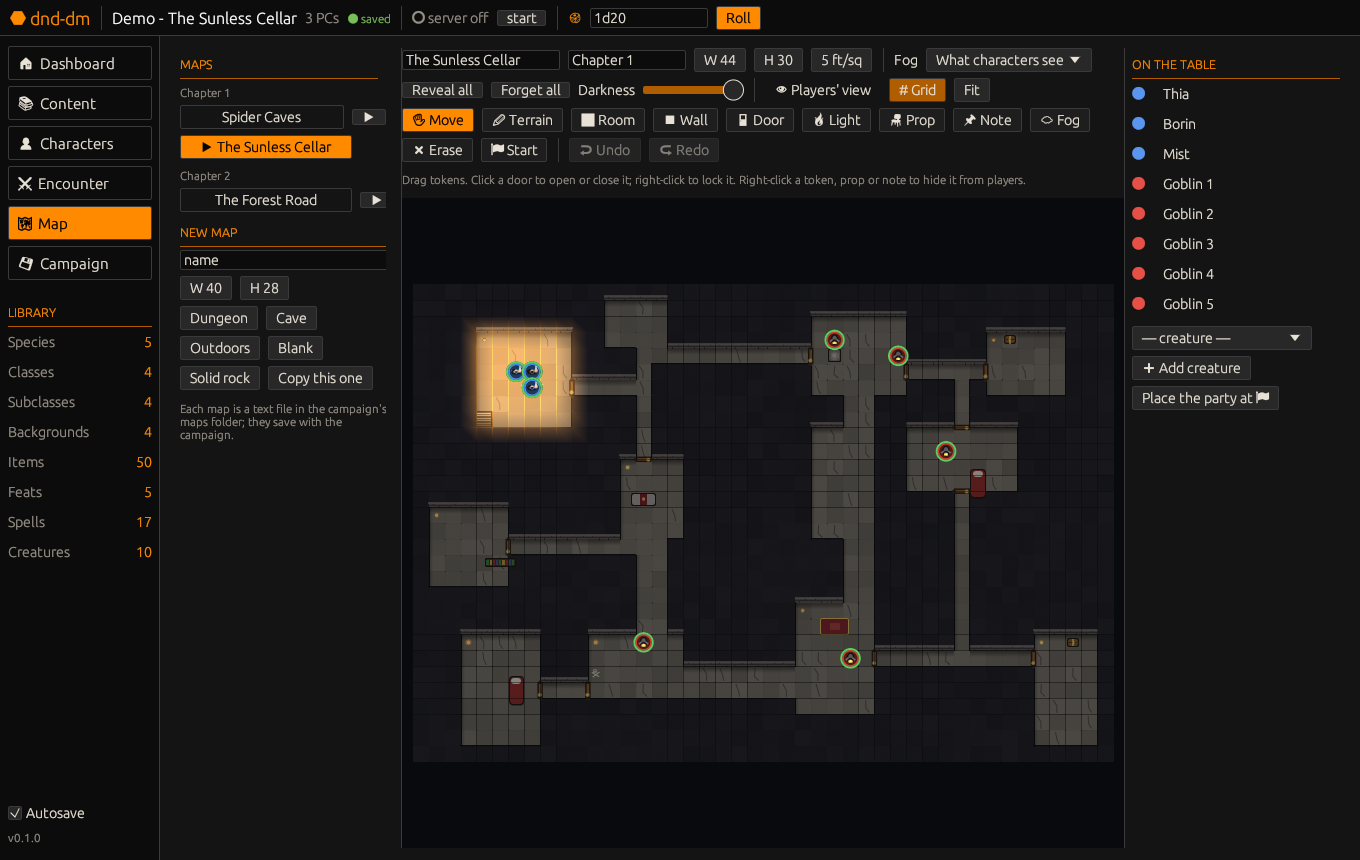 dnd-dm Demo - The Sunless Cellar 3 PCs saved server off start 1d20 Roll
Dashboard
Content
Characters
Encounter
Map
Campaign
LIBRARY
Species 5
Classes 4
Subclasses 4
Backgrounds 4
Items 50
Feats 5
Spells 17
Creatures 10
Autosave
v0.1.0
MAPS
Chapter 1
Spider Caves
The Sunless Cellar
Chapter 2
The Forest Road
NEW MAP
name
W 40 H 28
Dungeon Cave
Outdoors Blank
Solid rock Copy this one
Each map is a text file in the campaign's
maps folder; they save with the
campaign.
The Sunless Cellar Chapter 1 W 44 H 30 5 ft/sq Fog What characters see
Reveal all Forget all Darkness Players' view # Grid Fit
Move Terrain Room Wall Door Light Prop Note Fog
Erase Start Undo Redo
Drag tokens. Click a door to open or close it; right-click to lock it. Right-click a token, prop or note to hide it from players.
ON THE TABLE
Thia
Borin
Mist
Goblin 1
Goblin 2
Goblin 3
Goblin 4
Goblin 5
— creature —
+ Add creature
Place the party at